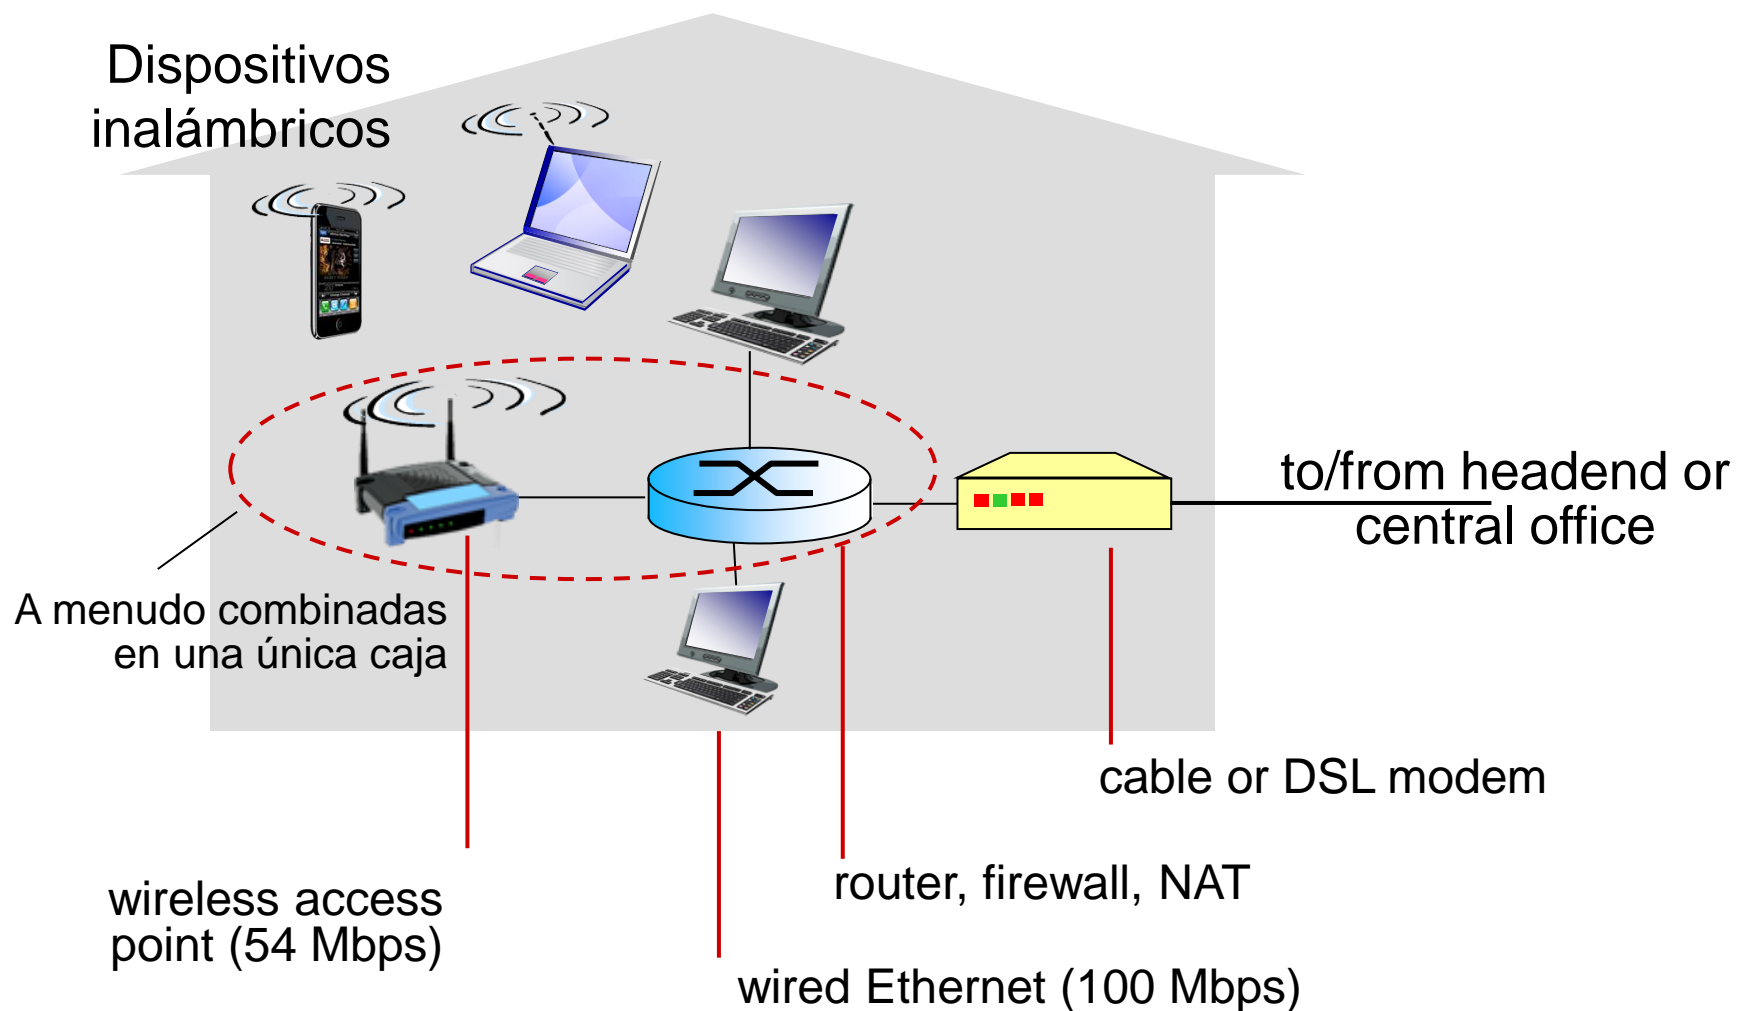 Dispositivos
inalámbricos
to/from headend or
central office
A menudo combinadas
en una única caja
cable or DSL modem
router, firewall, NAT
wireless access
point (54 Mbps)
wired Ethernet (100 Mbps)